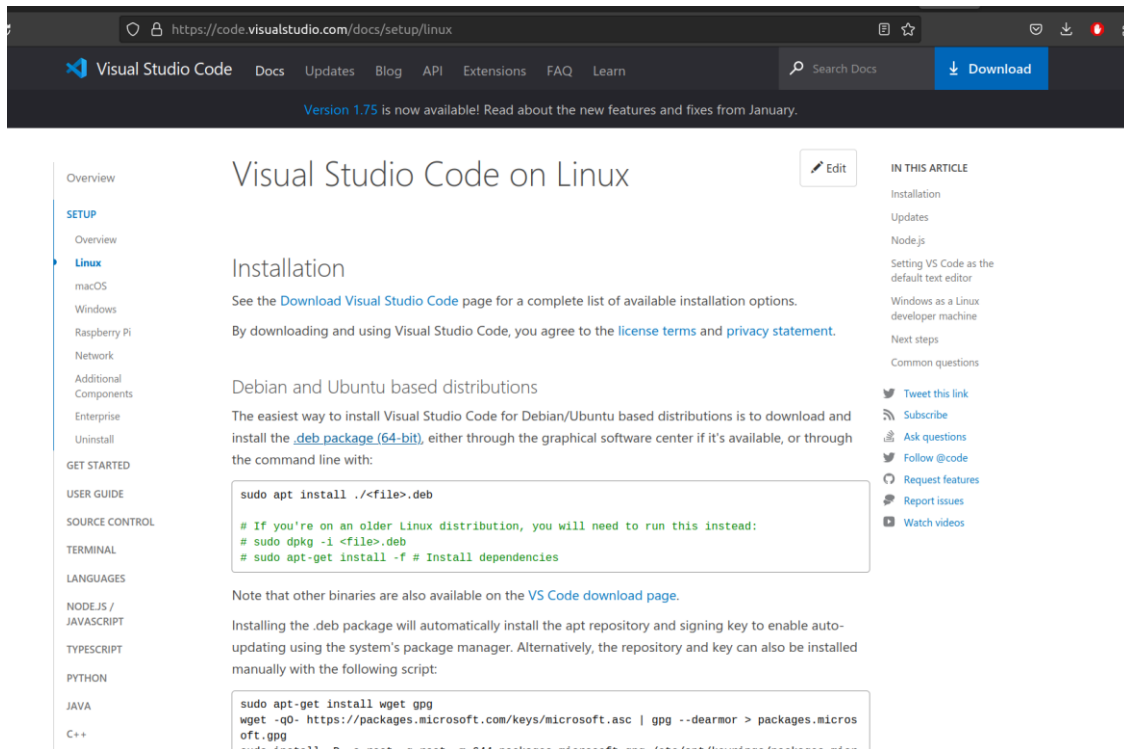 https://code.visualstudio.com/docs/setup/linux
Visual Studio Code
Docs
Updates
Blog
API
Extensions
FAQ
Learn
Search Docs
Download
Version 1.75 is now available! Read about the new features and fixes from January.
Overview
SETUP
Overview
Linux
macOS
Windows
Raspberry Pi
Network
Additional
Components
Enterprise
Uninstall
GET STARTED
USER GUIDE
SOURCE CONTROL
TERMINAL
LANGUAGES
NODE.JS /
JAVASCRIPT
TYPESCRIPT
PYTHON
JAVA
C++
Visual Studio Code on Linux
Edit
Installation
See the Download Visual Studio Code page for a complete list of available installation options.
By downloading and using Visual Studio Code, you agree to the license terms and privacy statement.
Debian and Ubuntu based distributions
The easiest way to install Visual Studio Code for Debian/Ubuntu based distributions is to download and
install the .deb package (64-bit), either through the graphical software center if it's available, or through
the command line with:
sudo apt install ./<file>.deb
# If you're on an older Linux distribution, you will need to run this instead:
# sudo dpkg -i <file>.deb
# sudo apt-get install -f # Install dependencies
Note that other binaries are also available on the VS Code download page.
Installing the .deb package will automatically install the apt repository and signing key to enable auto-
updating using the system's package manager. Alternatively, the repository and key can also be installed
manually with the following script:
sudo apt-get install wget gpg
wget -qO- https://packages.microsoft.com/keys/microsoft.asc | gpg --dearmor > packages.micros
oft.gpg
IN THIS ARTICLE
Installation
Updates
Node.js
Setting VS Code as the
default text editor
Windows as a Linux
developer machine
Next steps
Common questions
Tweet this link
Subscribe
Ask questions
Follow @code
Request features
Report issues
Watch videos